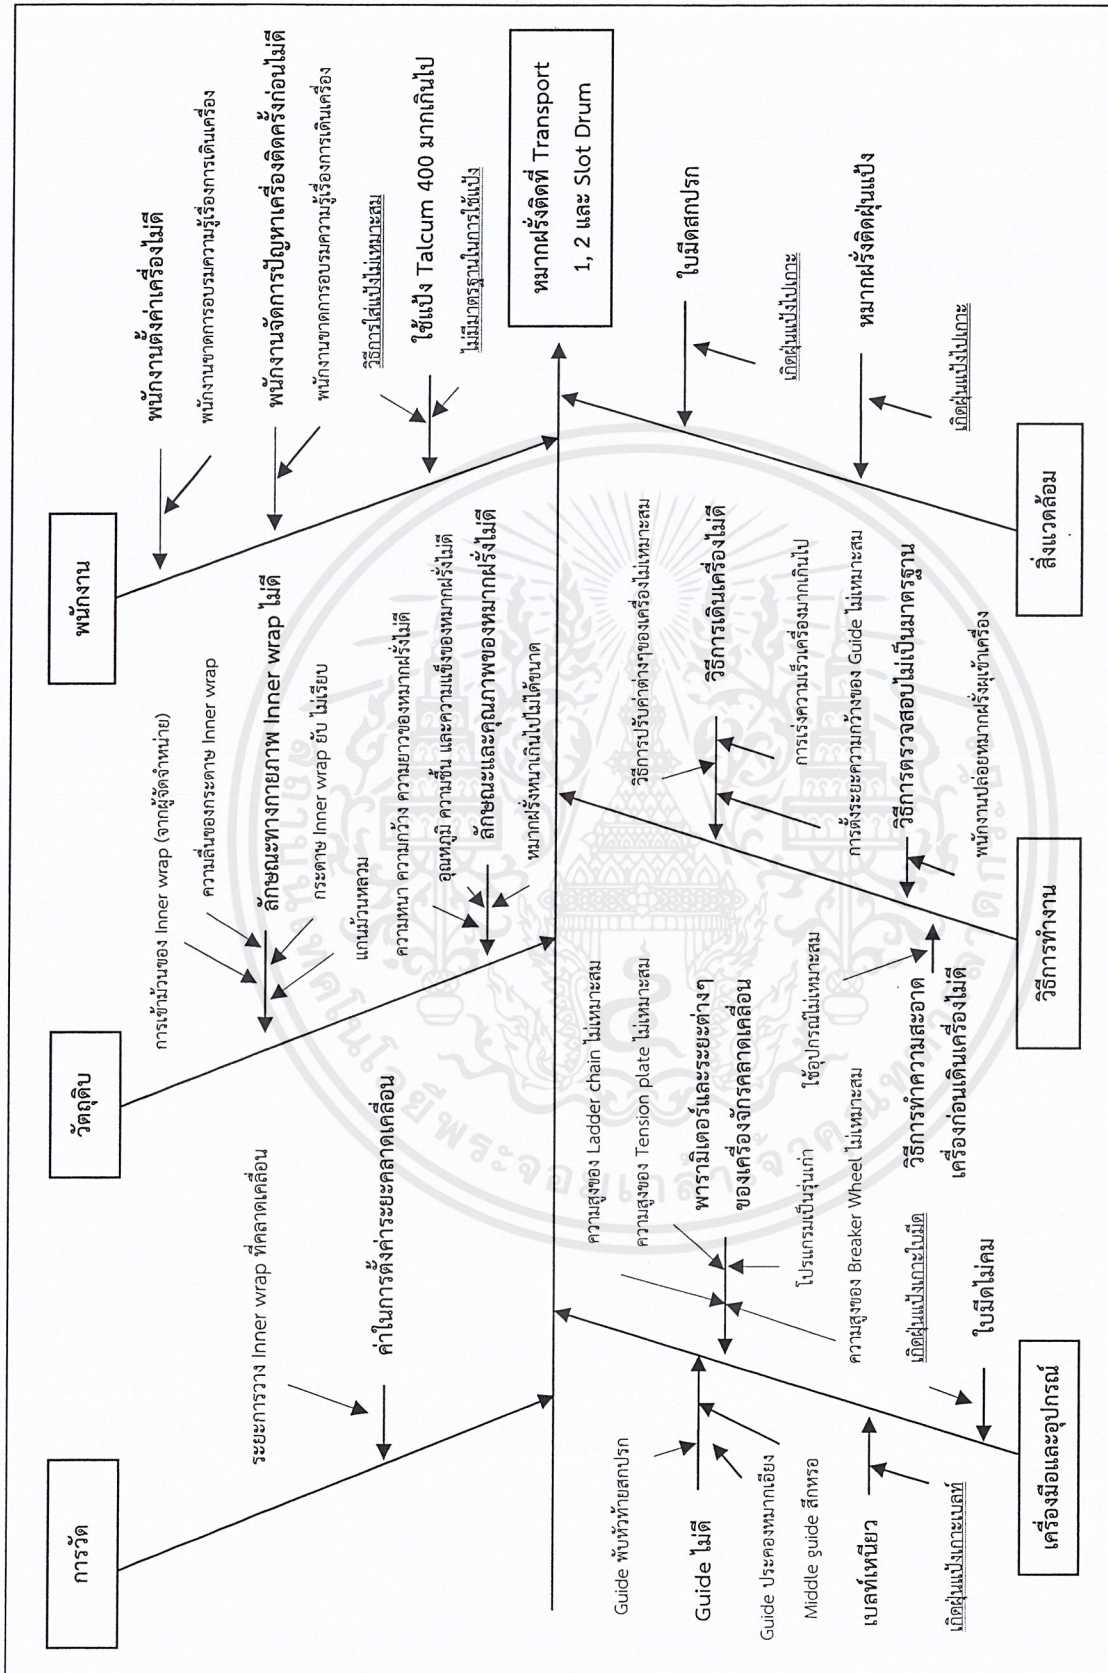 การวัด
ระยะการวาง Inner wrap ที่คลาดเคลื่อน
ค่าในการตั้งค่าระยะคลาดเคลื่อน
วัตถุดิบ
การเข้าม้วนของ Inner wrap (จากผู้จัดจำหน่าย)
ความลื่นของกระดาษ Inner wrap
ลักษณะทางกายภาพ Inner wrap ไม่ดี
กระดาษ Inner wrap ยับ ไม่เรียบ
แกนม้วนหลวม
ความหนา ความกว้าง ความยาวของหมากฝรั่งไม่ดี
อุณหภูมิ ความชื้น และความแข็งของหมากฝรั่งไม่ดี
ลักษณะและคุณภาพของหมากฝรั่งไม่ดี
หมากฝรั่งหนาเกินไปไม่ได้ขนาด
พนักงาน
พนักงานตั้งค่าเครื่องไม่ดี
พนักงานขาดการอบรมความรู้เรื่องการเดินเครื่อง
พนักงานจัดการปัญหาเครื่องติดครั้งก่อนไม่ดี
พนักงานขาดการอบรมความรู้เรื่องการเดินเครื่อง
วิธีการใส่แป้งไม่เหมาะสม
ใช้แป้ง Talcum 400 มากเกินไป
ไม่มีมาตรฐานในการใช้แป้ง
หมากฝรั่งติดที่ Transport
1, 2 และ Slot Drum
Guide พับหัวท้ายสกปรก
Guide ไม่ดี
Guide ประคองหมากเอียง
Middle guide สึกหรอ
เบลท์เหนียว
เกิดฝุ่นแป้งเกาะเบลท์
ความสูงของ Ladder chain ไม่เหมาะสม
ความสูงของ Tension plate ไม่เหมาะสม
พารามิเตอร์และระยะต่างๆ
ของเครื่องจักรคลาดเคลื่อน
โปรแกรมเป็นรุ่นเก่า
ความสูงของ Breaker Wheel ไม่เหมาะสม
เกิดฝุ่นแป้งเกาะใบมีด
ใบมีดไม่คม
เครื่องมือและอุปกรณ์
วิธีการปรับค่าต่างๆของเครื่องไม่เหมาะสม
วิธีการเดินเครื่องไม่ดี
การเร่งความเร็วเครื่องมากเกินไป
การตั้งระยะความกว้างของ Guide ไม่เหมาะสม
วิธีการตรวจสอบไม่เป็นมาตรฐาน
พนักงานปล่อยหมากฝรั่งผุเข้าเครื่อง
ใช้อุปกรณ์ไม่เหมาะสม
วิธีการทำความสะอาด
เครื่องก่อนเดินเครื่องไม่ดี
วิธีการทำงาน
ใบมีดสกปรก
เกิดฝุ่นแป้งไปเกาะ
หมากฝรั่งติดฝุ่นแป้ง
เกิดฝุ่นแป้งไปเกาะ
สิ่งแวดล้อม